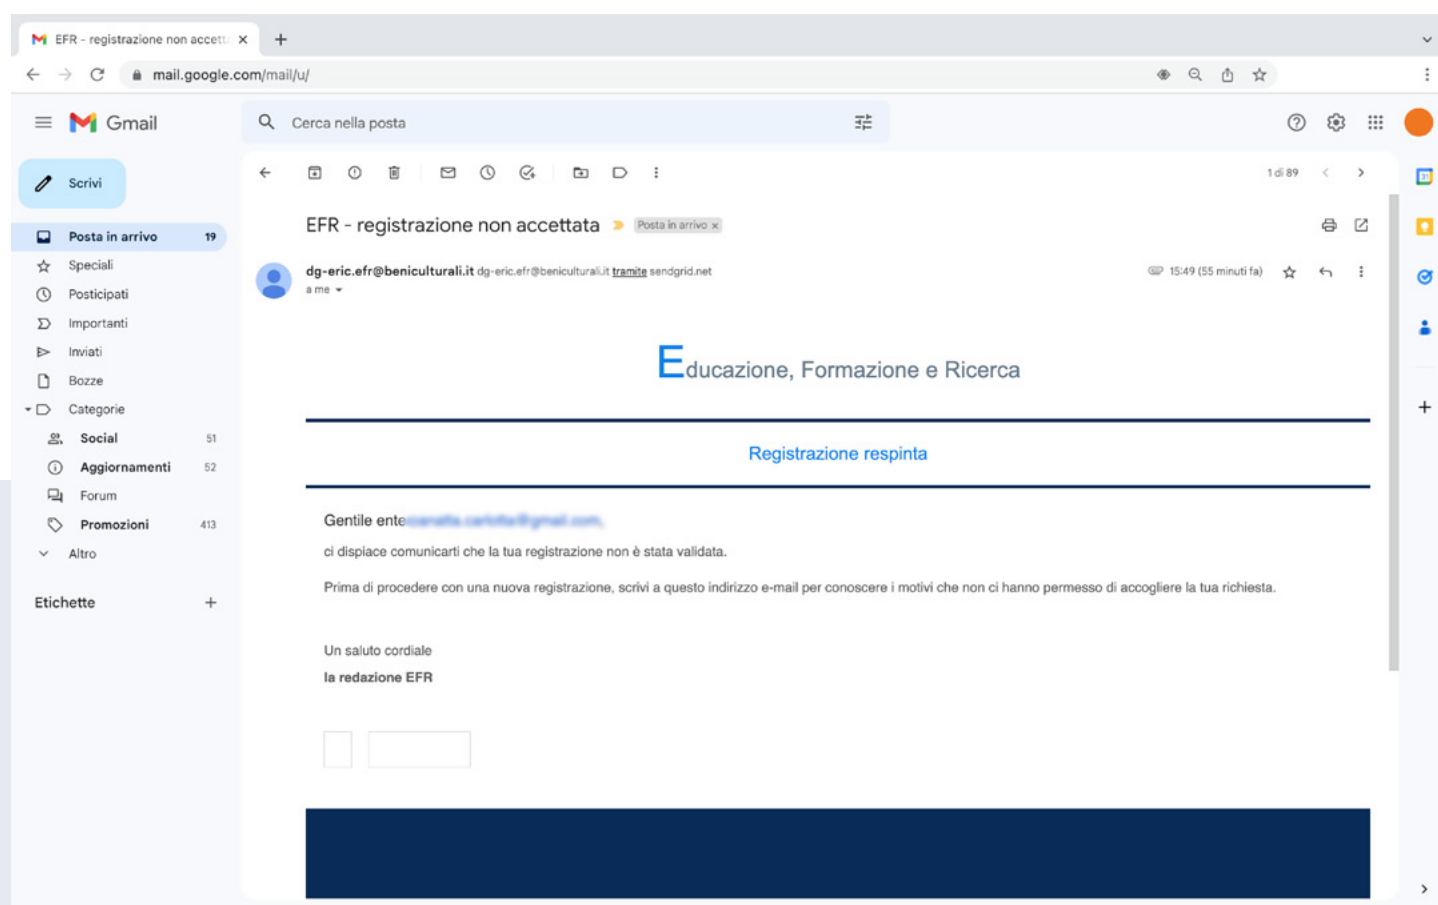 EFR - registrazione non accett
mail.google.com/mail/u/
Gmail
Cerca nella posta
Scrivi
1 di 89
31
EFR - registrazione non accettata Posta in arrivo x
Posta in arrivo 19
Speciali
Posticipati
Importanti
Inviati
Bozze
Categorie
Social 51
Aggiornamenti 52
Forum
Promozioni 413
Altro
Etichette
dg-eric.efr@beniculturali.it dg-eric.efr@beniculturali.it tramite sendgrid.net
15:49 (55 minuti fa)
a me
Educazione, Formazione e Ricerca
Registrazione respinta
Gentile ente
ci dispiace comunicarti che la tua registrazione non è stata validata.
Prima di procedere con una nuova registrazione, scrivi a questo indirizzo e-mail per conoscere i motivi che non ci hanno permesso di accogliere la tua richiesta.
Un saluto cordiale
la redazione EFR